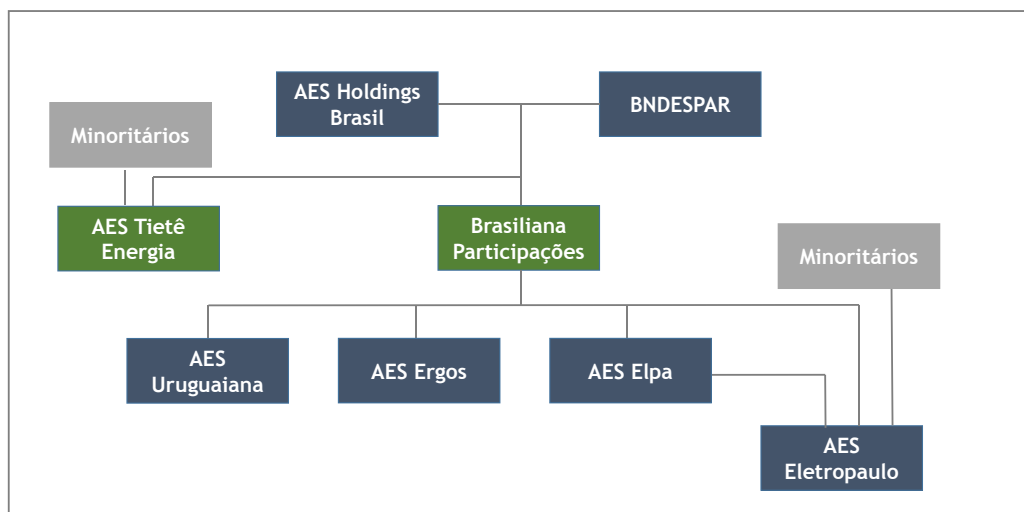 AES Holdings
Brasil
BNDESPAR
Minoritários
AES Tietê
Energia
Brasiliana
Participações
Minoritários
AES
Uruguaiana
AES Ergos
AES Elpa
AES
Eletropaulo